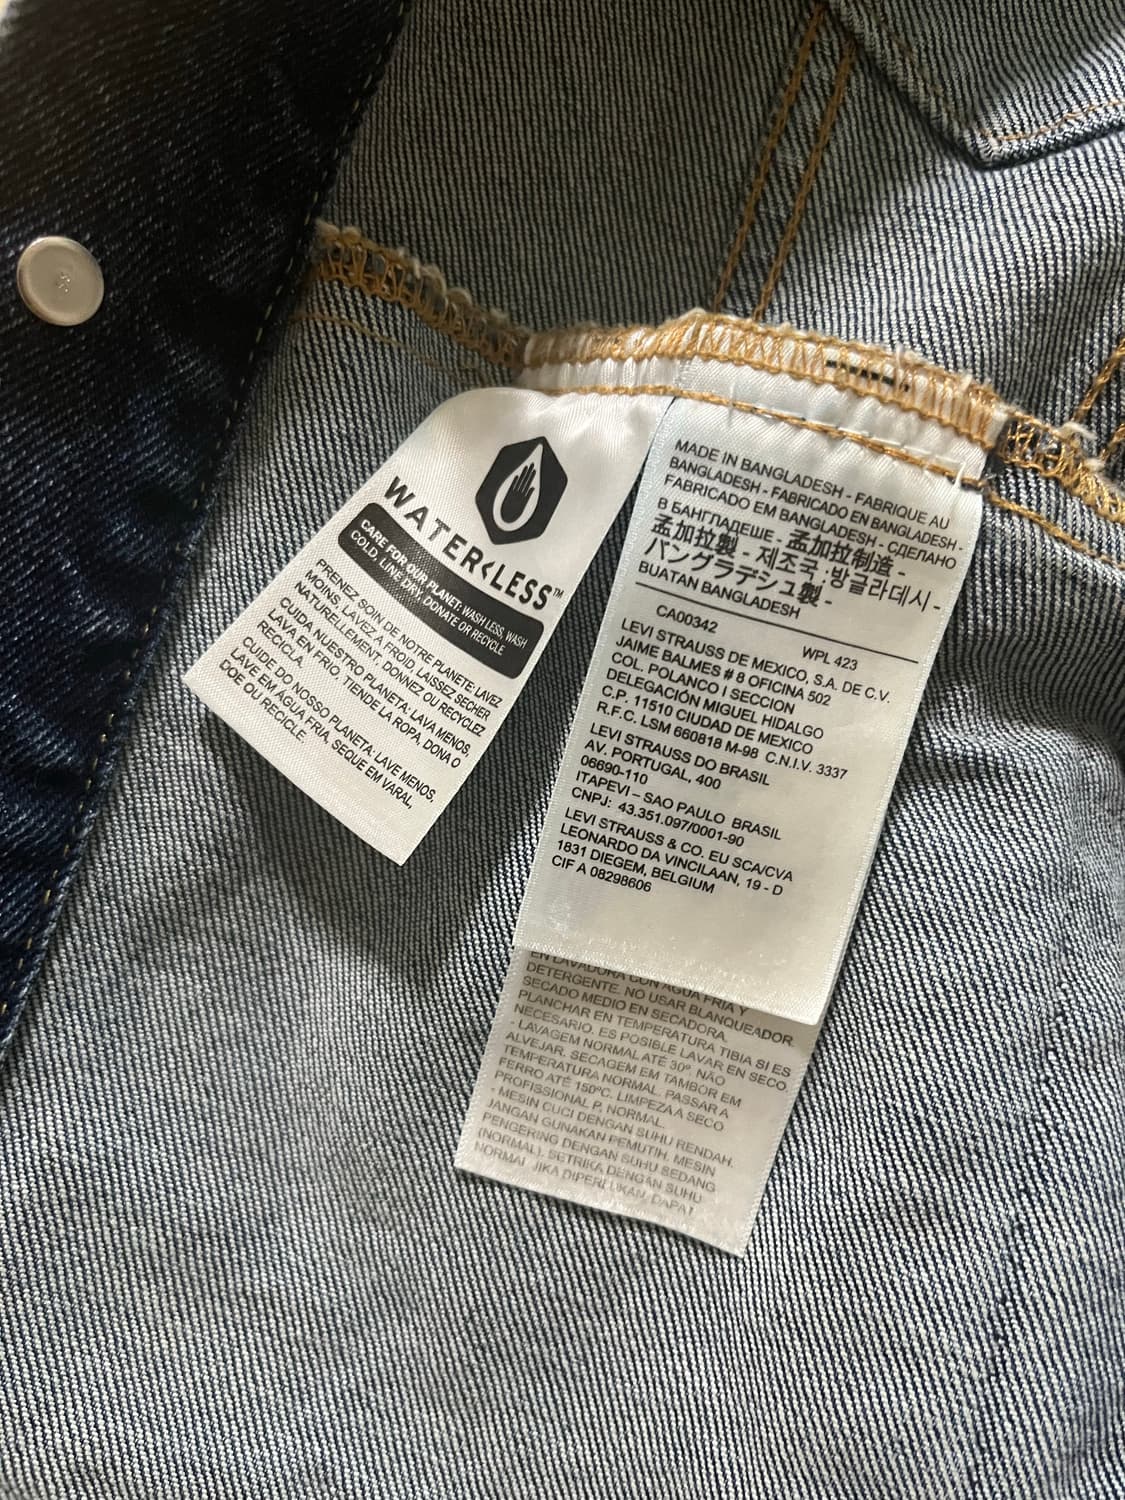 WATER<LESS™
CARE FOR OUR PLANET: WASH LESS, WASH
COLD, LINE DRY, DONATE OR RECYCLE.
PRENEZ SOIN DE NOTRE PLANETE: LAVEZ
MOINS, LAVEZ A FROID, LAISSEZ SECHER
NATURELLEMENT, DONNEZ OU RECYCLEZ
CUIDA NUESTRO PLANETA: LAVA MENOS,
LAVA EN FRIO, TIENDE LA ROPA, DONA O
RECICLA.
CUIDE DO NOSSO PLANETA: LAVE MENOS,
LAVE EM ÁGUA FRIA, SEQUE EM VARAL,
DOE OU RECICLE.
MADE IN BANGLADESH - FABRIQUE AU
BANGLADESH - FABRICADO EN BANGLADESH -
FABRICADO EM BANGLADESH - СДЕЛАНО
В БАНГЛАДЕШЕ - 孟加拉制造 -
孟加拉製 - 제조국 : 방글라데시 -
バングラデシュ製 -
BUATAN BANGLADESH
CA00342 WPL 423
LEVI STRAUSS DE MEXICO, S.A. DE C.V.
JAIME BALMES # 8 OFICINA 502
COL. POLANCO I SECCION
DELEGACIÓN MIGUEL HIDALGO
C.P. 11510 CIUDAD DE MEXICO
R.F.C. LSM 660818 M-98 C.N.I.V. 3337
LEVI STRAUSS DO BRASIL
AV. PORTUGAL, 400
06690-110
ITAPEVI – SAO PAULO BRASIL
CNPJ: 43.351.097/0001-90
LEVI STRAUSS & CO. EU SCA/CVA
LEONARDO DA VINCILAAN, 19 - D
1831 DIEGEM, BELGIUM
CIF A 08298606
EN LAVADORA CON AGUA FRIA Y
DETERGENTE. NO USAR BLANQUEADOR.
SECADO MEDIO EN SECADORA.
PLANCHAR EN TEMPERATURA TIBIA SI ES
NECESARIO. ES POSIBLE LAVAR EN SECO.
- LAVAGEM NORMAL ATÉ 30º. NÃO
ALVEJAR. SECAGEM EM TAMBOR EM
TEMPERATURA NORMAL. PASSAR A
FERRO ATÉ 150ºC. LIMPEZA A SECO
PROFISSIONAL P, NORMAL.
- MESIN CUCI DENGAN SUHU RENDAH.
JANGAN GUNAKAN PEMUTIH. MESIN
PENGERING DENGAN SUHU SEDANG
(NORMAL). SETRIKA DENGAN SUHU
NORMAL JIKA DIPERLUKAN. DAPAT